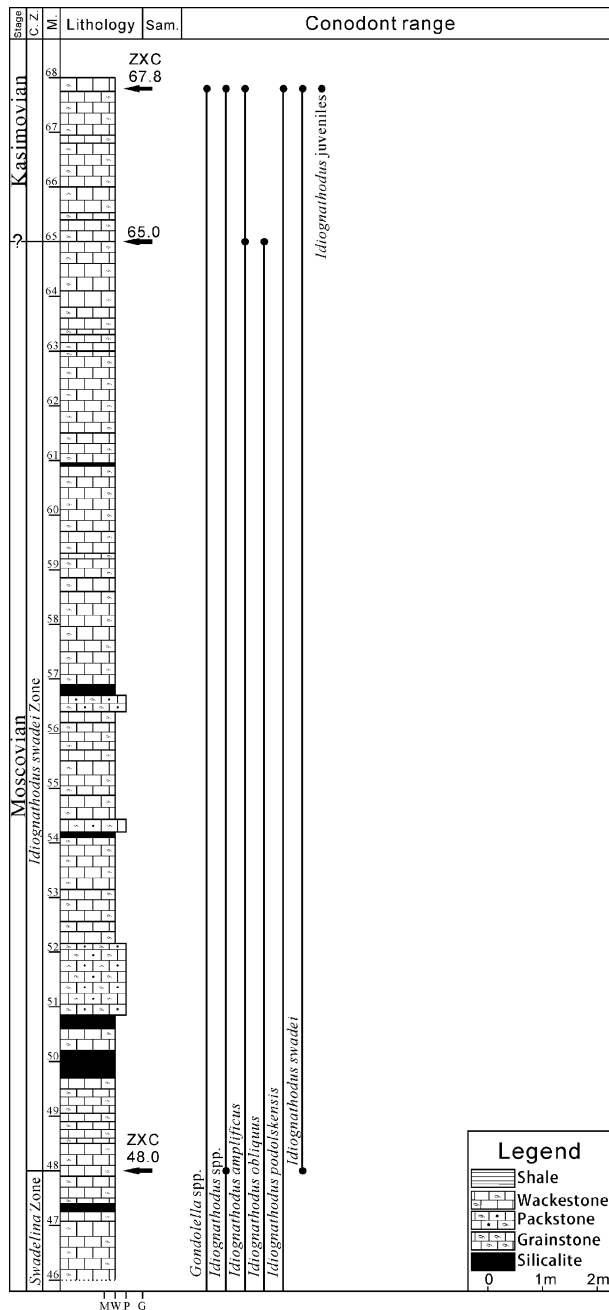 Stage
C. Z.
M.
Lithology
Sam.
Conodont range
Kasimovian
?
Moscovian
Idiognathodus swadei Zone
Swadelina Zone
68
67
66
65
64
63
62
61
60
59
58
57
56
55
54
53
52
51
50
49
48
47
46
ZXC
67.8
65.0
ZXC
48.0
Gondolella spp.
Idiognathodus spp.
Idiognathodus amplificus
Idiognathodus obliquus
Idiognathodus podolskensis
Idiognathodus swadei
Idiognathodus juveniles
M W P G
Legend
Shale
Wackestone
Packstone
Grainstone
Silicalite
0 1m 2m